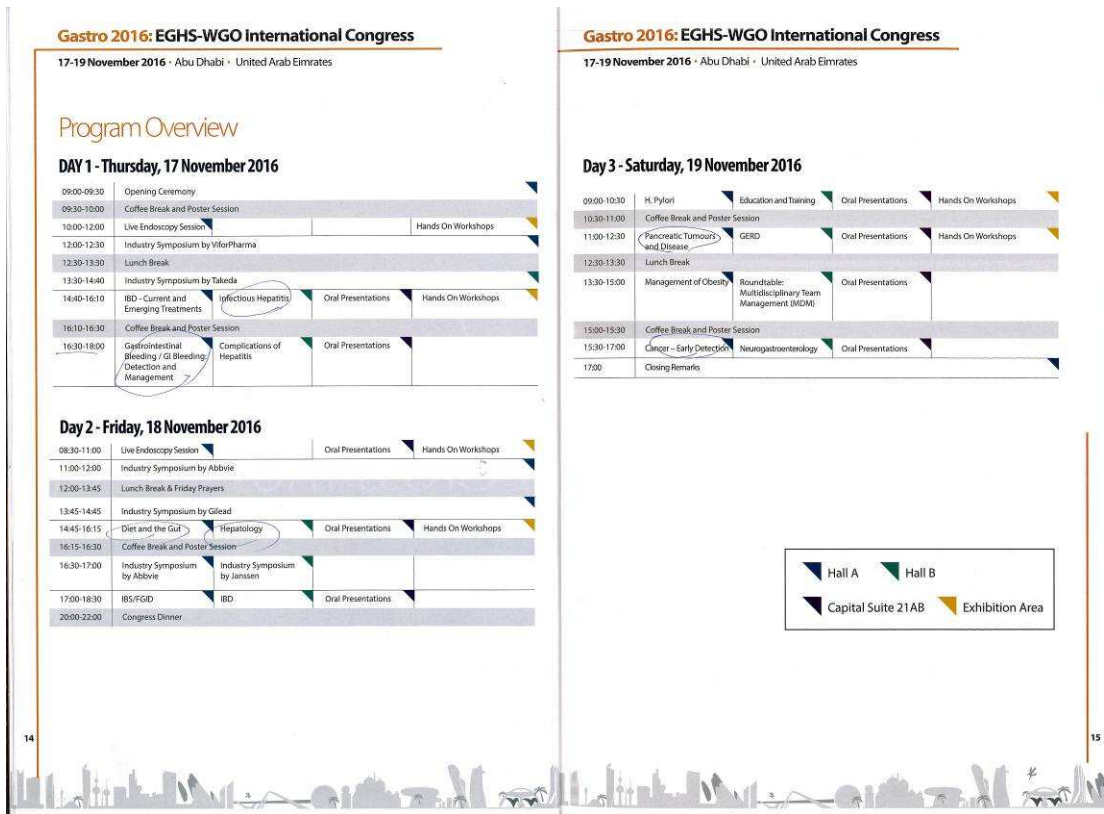 Gastro 2016: EGHS-WGO International Congress
17-19 November 2016 • Abu Dhabi • United Arab Eimrates
Program Overview
DAY 1 - Thursday, 17 November 2016
09:00-09:30 Opening Ceremony
09:30-10:00 Coffee Break and Poster Session
10:00-12:00 Live Endoscopy Session Hands On Workshops
12:00-12:30 Industry Symposium by ViforPharma
12:30-13:30 Lunch Break
13:30-14:40 Industry Symposium by Takeda
14:40-16:10 IBD - Current and Infectious Hepatitis Oral Presentations Hands On Workshops
Emerging Treatments
16:10-16:30 Coffee Break and Poster Session
16:30-18:00 Gastrointestinal Complications of Oral Presentations
Bleeding / GI Bleeding: Hepatitis
Detection and
Management
Day 2 - Friday, 18 November 2016
08:30-11:00 Live Endoscopy Session Oral Presentations Hands On Workshops
11:00-12:00 Industry Symposium by Abbvie
12:00-13:45 Lunch Break & Friday Prayers
13:45-14:45 Industry Symposium by Gilead
14:45-16:15 Diet and the Gut Hepatology Oral Presentations Hands On Workshops
16:15-16:30 Coffee Break and Poster Session
16:30-17:00 Industry Symposium Industry Symposium
by Abbvie by Janssen
17:00-18:30 IBS/FGID IBD Oral Presentations
20:00-22:00 Congress Dinner
14
Gastro 2016: EGHS-WGO International Congress
17-19 November 2016 • Abu Dhabi • United Arab Eimrates
Day 3 - Saturday, 19 November 2016
09:00-10:30 H. Pylori Education and Training Oral Presentations Hands On Workshops
10:30-11:00 Coffee Break and Poster Session
11:00-12:30 Pancreatic Tumours GERD Oral Presentations Hands On Workshops
and Disease
12:30-13:30 Lunch Break
13:30-15:00 Management of Obesity Roundtable: Oral Presentations
Multidisciplinary Team
Management (MDM)
15:00-15:30 Coffee Break and Poster Session
15:30-17:00 Cancer – Early Detection Neurogastroenterology Oral Presentations
17:00 Closing Remarks
Hall A Hall B
Capital Suite 21AB Exhibition Area
15